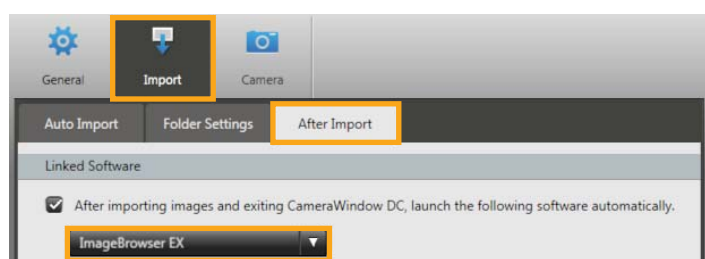 General Import Camera
Auto Import Folder Settings After Import
Linked Software
After importing images and exiting CameraWindow DC, launch the following software automatically.
ImageBrowser EX